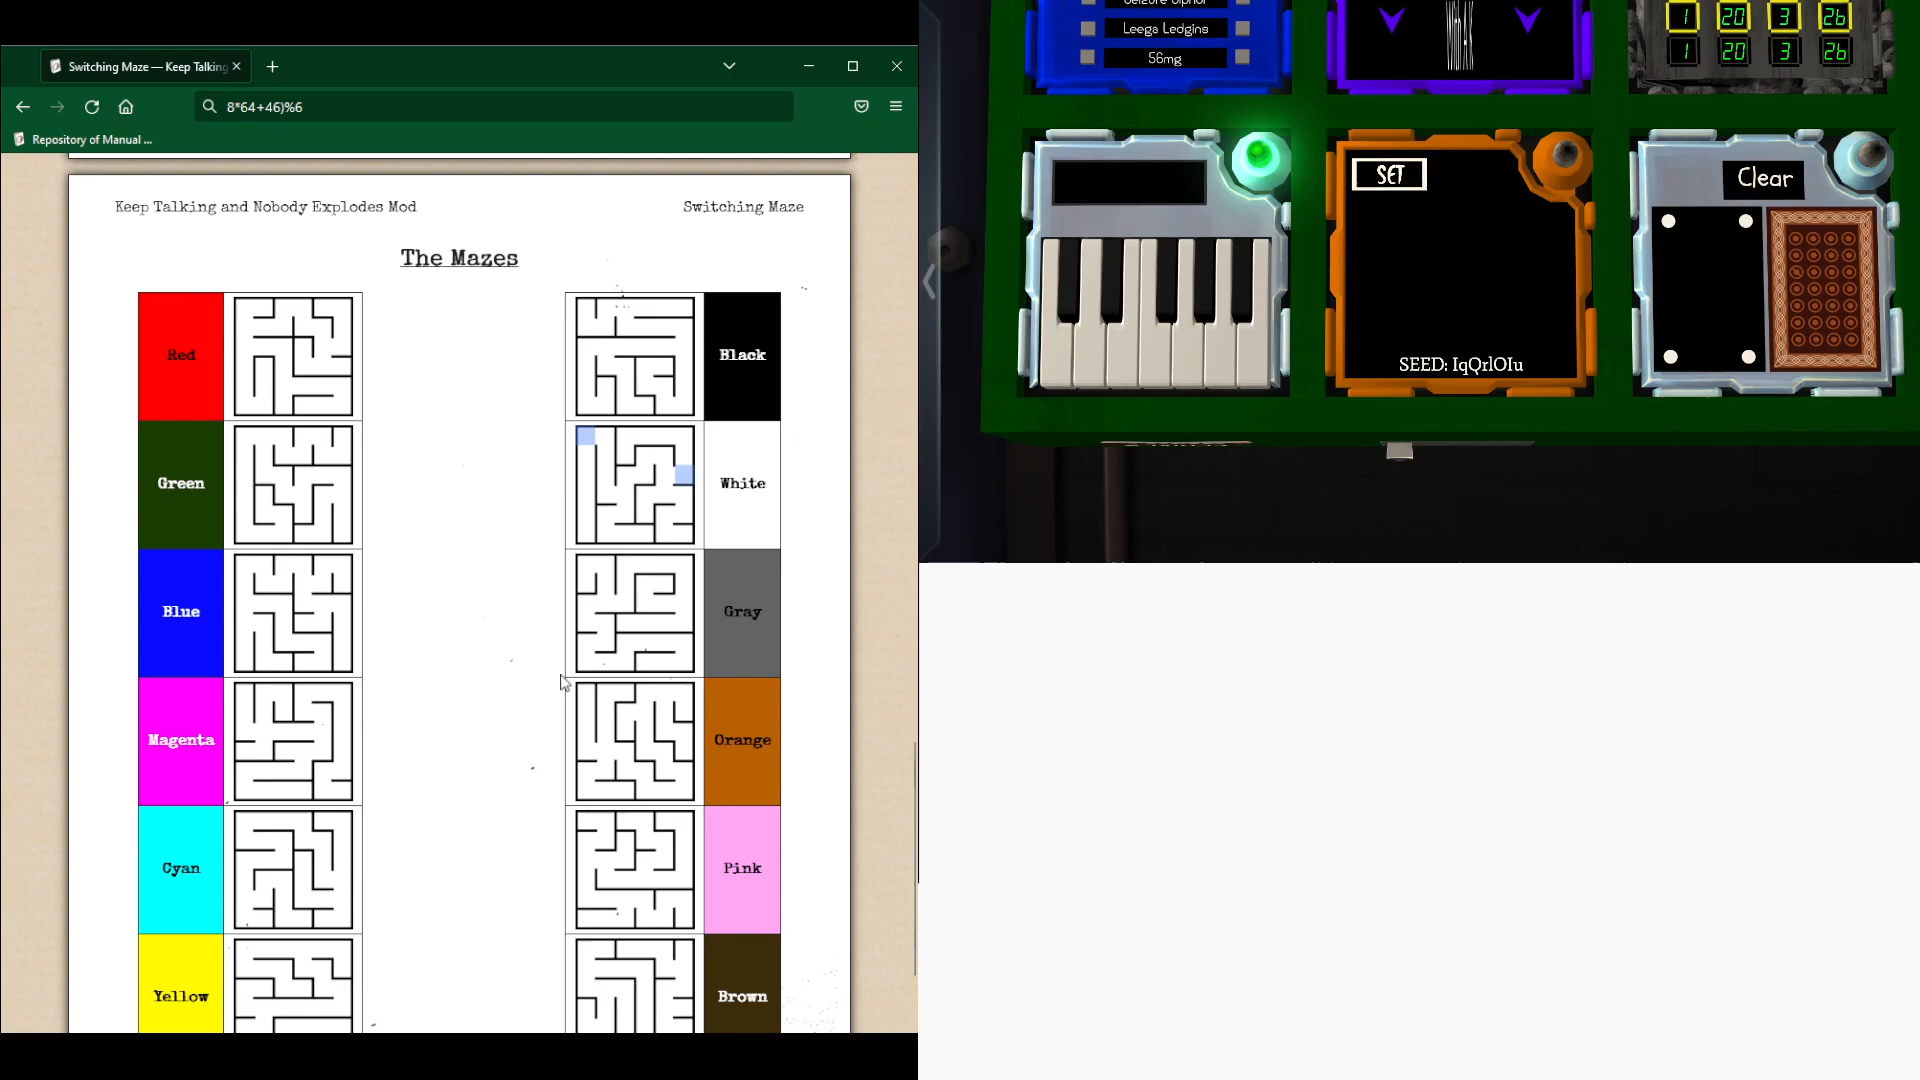 Switching Maze — Keep Talking
8*64+46)%6
Repository of Manual ...
Keep Talking and Nobody Explodes Mod
Switching Maze
The Mazes
Red
Black
Green
White
Blue
Gray
Magenta
Orange
Cyan
Pink
Yellow
Brown
Leega Ledgins
56mg
1 20 3 26
1 20 3 26
SET
SEED: IqQrlOIu
Clear